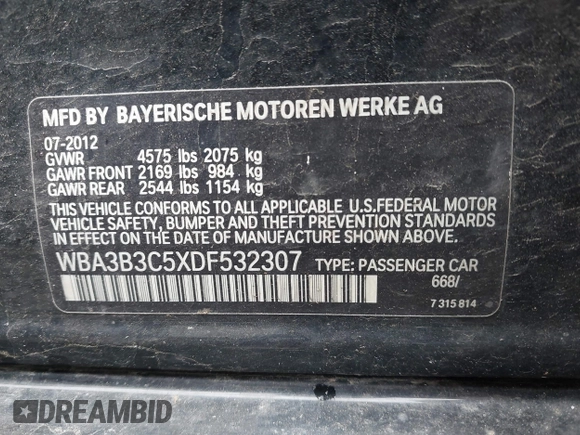 MFD BY BAYERISCHE MOTOREN WERKE AG
07-2012
GVWR 4575 lbs 2075 kg
GAWR FRONT 2169 lbs 984 kg
GAWR REAR 2544 lbs 1154 kg
THIS VEHICLE CONFORMS TO ALL APPLICABLE U.S.FEDERAL MOTOR
VEHICLE SAFETY, BUMPER AND THEFT PREVENTION STANDARDS
IN EFFECT ON THE DATE OF MANUFACTURE SHOWN ABOVE.
WBA3B3C5XDF532307 TYPE: PASSENGER CAR
668/
7 315 814
DREAMBID